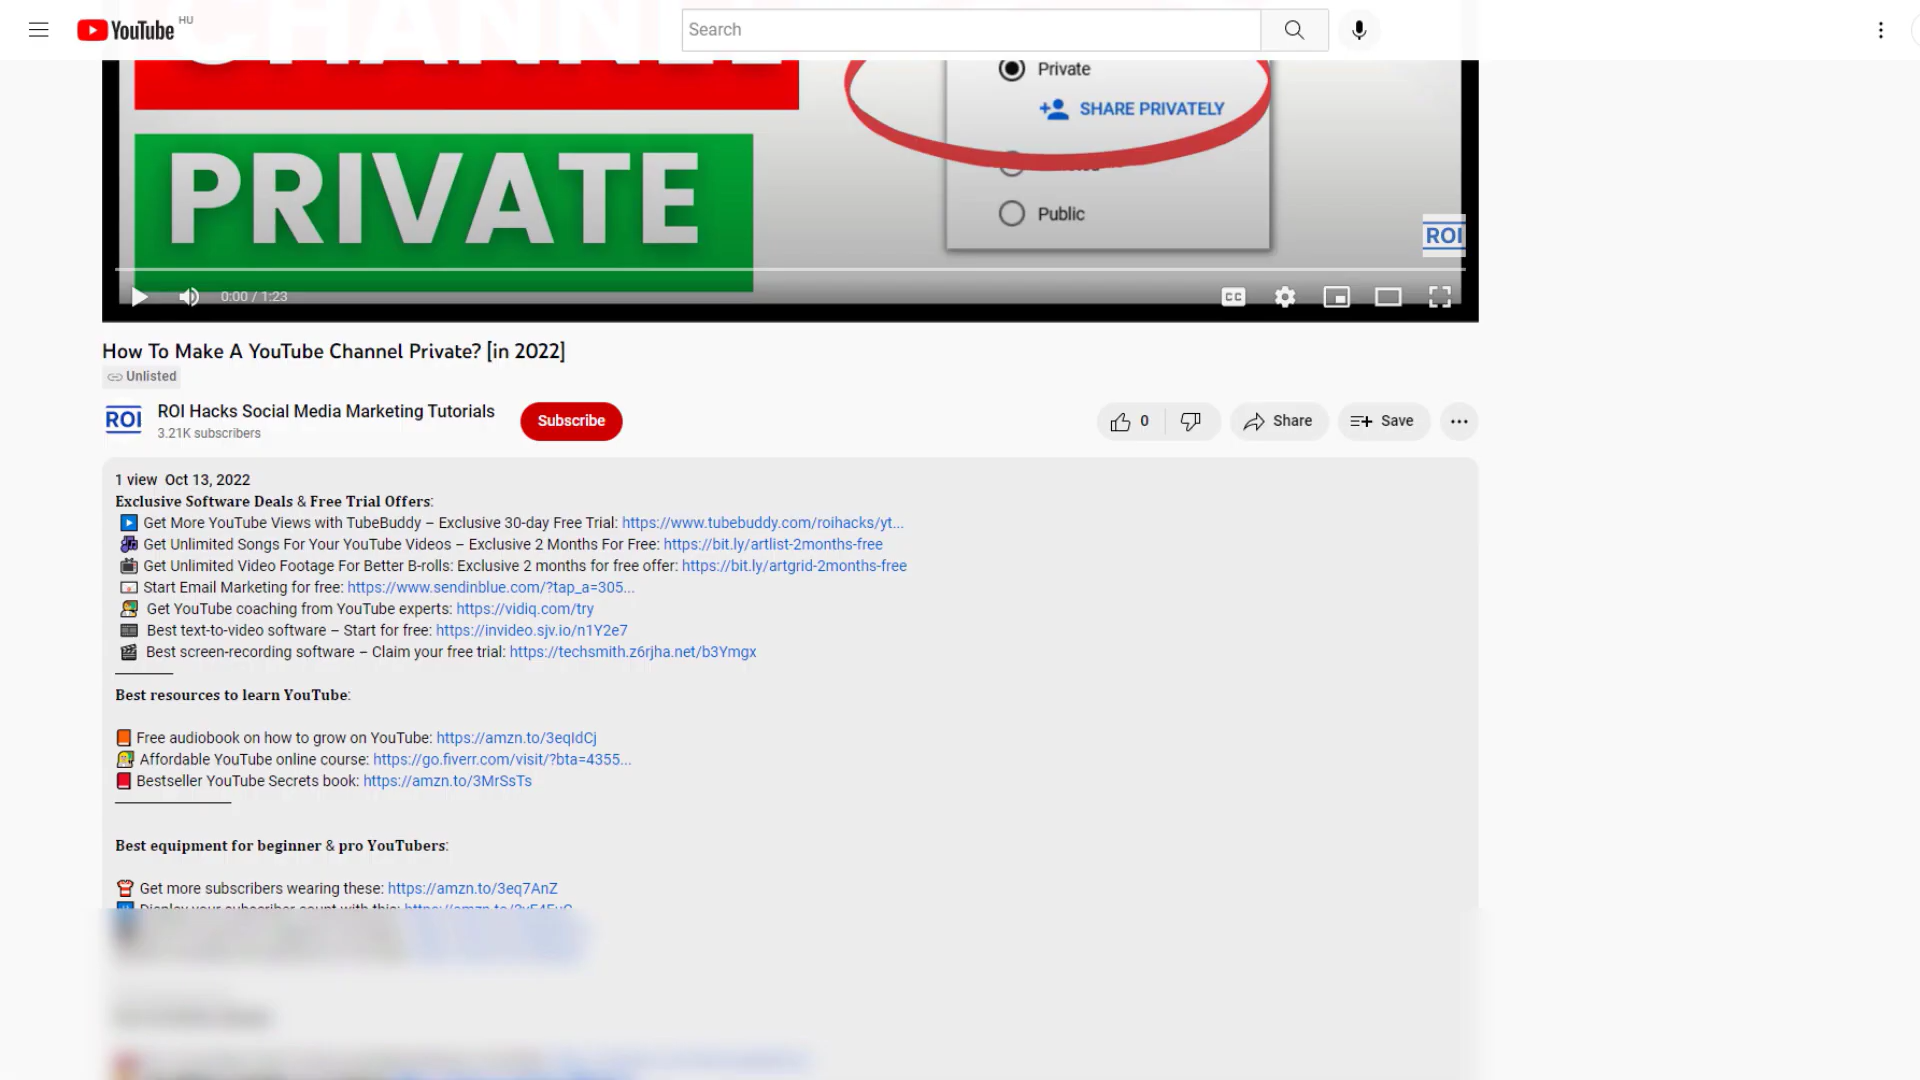 YouTube HU
Search
Private
SHARE PRIVATELY
PRIVATE
Public
ROI
0:00 / 1:23
CC
How To Make A YouTube Channel Private? [in 2022]
Unlisted
ROI
ROI Hacks Social Media Marketing Tutorials
3.21K subscribers
Subscribe
0
Share
Save
1 view Oct 13, 2022
Exclusive Software Deals & Free Trial Offers:
Get More YouTube Views with TubeBuddy – Exclusive 30-day Free Trial: https://www.tubebuddy.com/roihacks/yt...
Get Unlimited Songs For Your YouTube Videos – Exclusive 2 Months For Free: https://bit.ly/artlist-2months-free
Get Unlimited Video Footage For Better B-rolls: Exclusive 2 months for free offer: https://bit.ly/artgrid-2months-free
Start Email Marketing for free: https://www.sendinblue.com/?tap_a=305...
Get YouTube coaching from YouTube experts: https://vidiq.com/try
Best text-to-video software – Start for free: https://invideo.sjv.io/n1Y2e7
Best screen-recording software – Claim your free trial: https://techsmith.z6rjha.net/b3Ymgx
Best resources to learn YouTube:
Free audiobook on how to grow on YouTube: https://amzn.to/3eqIdCj
Affordable YouTube online course: https://go.fiverr.com/visit/?bta=4355...
Bestseller YouTube Secrets book: https://amzn.to/3MrSsTs
Best equipment for beginner & pro YouTubers:
Get more subscribers wearing these: https://amzn.to/3eq7AnZ
Display your subscriber count with this: